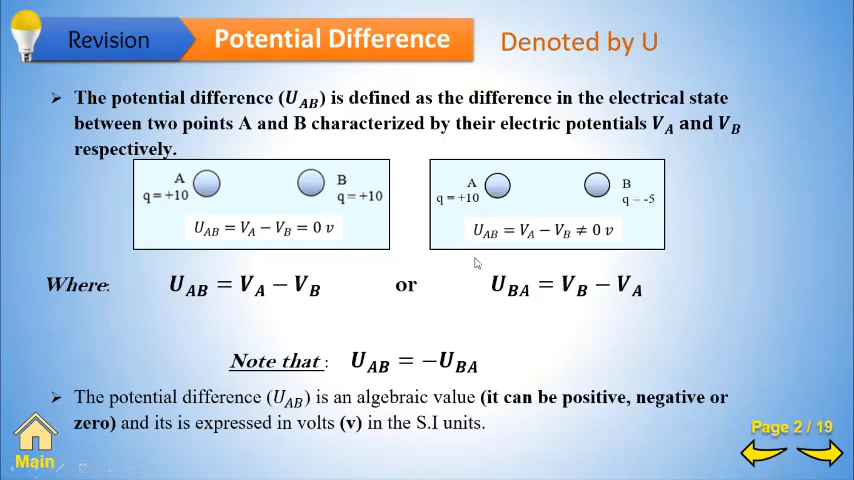 Revision
Potential Difference
Denoted by U
➢ The potential difference (U_AB) is defined as the difference in the electrical state
between two points A and B characterized by their electric potentials V_A and V_B
respectively.
A
q = +10
B
q = +10
U_AB = V_A − V_B = 0 v
A
q = +10
B
q = -5
U_AB = V_A − V_B ≠ 0 v
Where: U_AB = V_A − V_B or U_BA = V_B − V_A
Note that : U_AB = −U_BA
➢ The potential difference (U_AB) is an algebraic value (it can be positive, negative or
zero) and its is expressed in volts (v) in the S.I units.
Main
Page 2 / 19